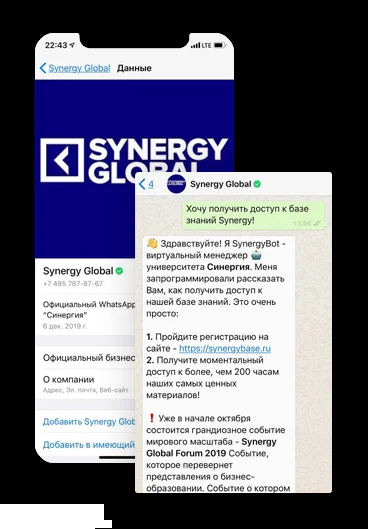 22:43
LTE
Synergy Global
Данные
SYNERGY
GLOBAL
Synergy Global
+7 495 787-87-67
Официальный WhatsApp
"Синергия"
6 дек. 2019 г.
Официальный бизнес
О компании
Адрес, Эл. почта, Веб-сайт
Добавить Synergy Glob
Добавить в имеющий
4
Synergy Global
Хочу получить доступ к базе
знаний Synergy!
13:56
👋 Здравствуйте! Я SynergyBot -
виртуальный менеджер 🤖
университета Синергия. Меня
запрограммировали рассказать
Вам, как получить доступ к
нашей базе знаний. Это очень
просто:
1. Пройдите регистрацию на
сайте - https://synergybase.ru
2. Получите моментальный
доступ к более, чем 200 часам
наших самых ценных
материалов!
❗ Уже в начале октября
состоится грандиозное событие
мирового масштаба - Synergy
Global Forum 2019 Событие,
которое перевернет
представления о бизнес-
образовании. Событие о котором